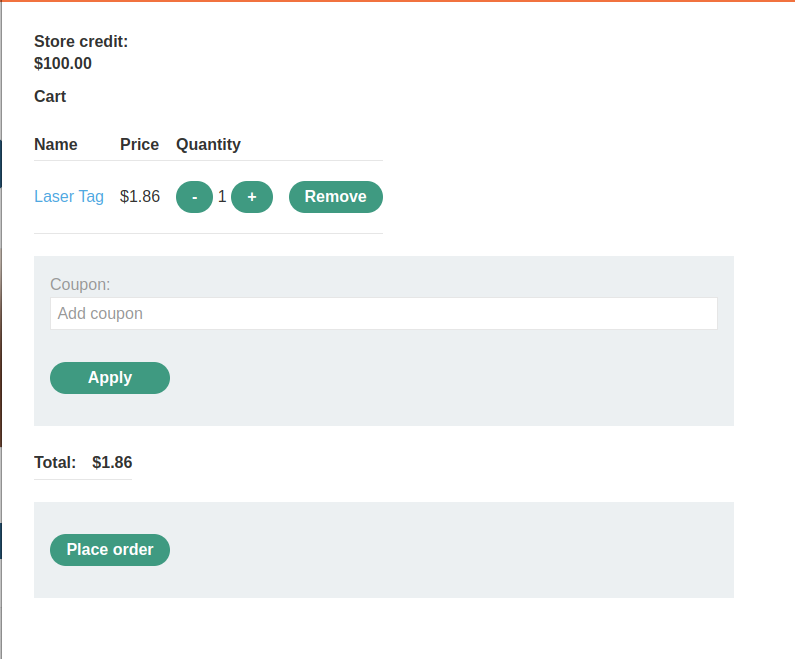 Store credit:
$100.00
Cart
Name Price Quantity
Laser Tag $1.86 - 1 + Remove
Coupon:
Add coupon
Apply
Total: $1.86
Place order